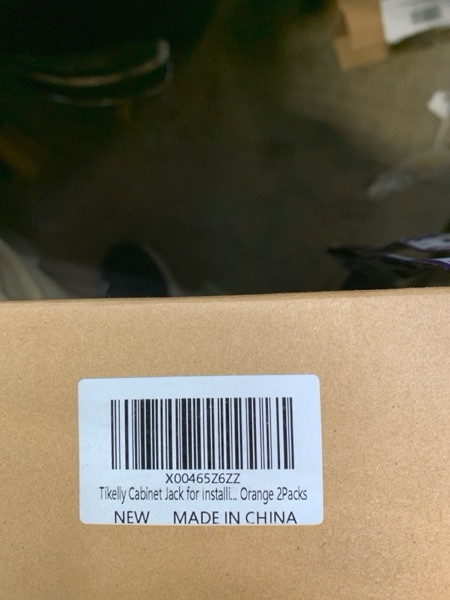 X00465Z6ZZ
Tikelly Cabinet Jack for Installi... Orange 2Packs
NEW MADE IN CHINA